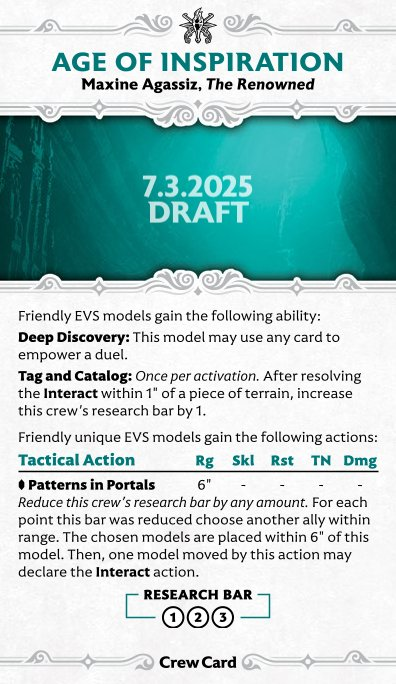 AGE OF INSPIRATION
Maxine Agassiz, The Renowned
7.3.2025
DRAFT
Friendly EVS models gain the following ability:
Deep Discovery: This model may use any card to
empower a duel.
Tag and Catalog: Once per activation. After resolving
the Interact within 1" of a piece of terrain, increase
this crew's research bar by 1.
Friendly unique EVS models gain the following actions:
Tactical Action Rg Skl Rst TN Dmg
Patterns in Portals 6" - - - -
Reduce this crew's research bar by any amount. For each
point this bar was reduced choose another ally within
range. The chosen models are placed within 6" of this
model. Then, one model moved by this action may
declare the Interact action.
RESEARCH BAR
1 2 3
Crew Card